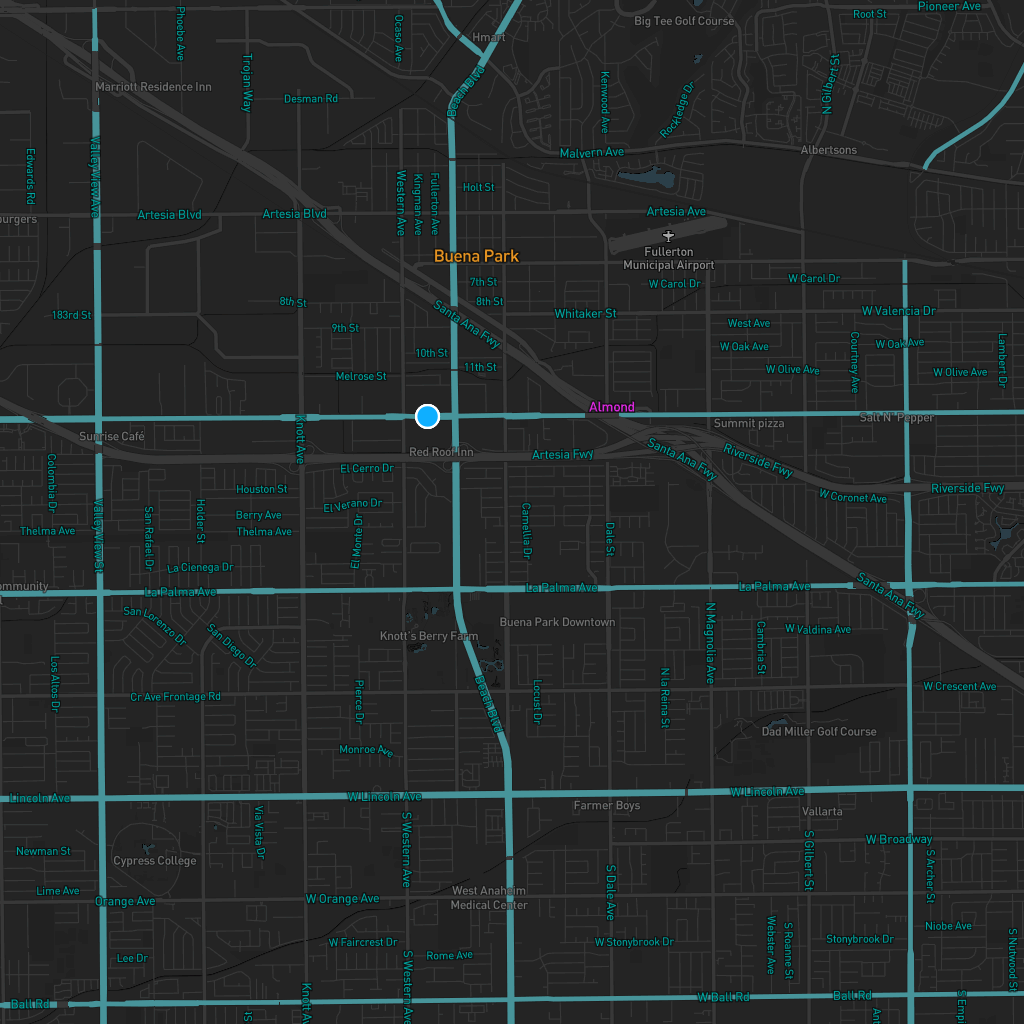 Pioneer Ave
Root St
Big Tee Golf Course
Phoebe Ave
Ocaso Ave
Hmart
Trojan Way
Marriott Residence Inn
Desman Rd
Beach Blvd
Kenwood Ave
Rockledge Dr
N Gilbert St
Valley View Ave
Malvern Ave
Albertsons
Edwards Rd
Western Ave
Kingman Ave
Fullerton Ave
Holt St
Artesia Blvd
Artesia Blvd
Artesia Ave
burgers
Buena Park
Fullerton
Municipal Airport
7th St
W Carol Dr
W Carol Dr
8th St
8th St
183rd St
Santa Ana Fwy
Whitaker St
W Valencia Dr
9th St
West Ave
10th St
W Oak Ave
W Oak Ave
Courtney Ave
Lambert Dr
11th St
Melrose St
W Olive Ave
W Olive Ave
Almond
Salt N' Pepper
Summit pizza
Knott Ave
Sunrise Café
Red Roof Inn
Artesia Fwy
Santa Ana Fwy
Riverside Fwy
El Cerro Dr
Colombia Dr
Houston St
W Coronet Ave
Riverside Fwy
Holder St
San Rafael Dr
Valley View St
El Verano Dr
Berry Ave
Thelma Ave
Thelma Ave
El Monte Dr
Camellia Dr
Dale St
La Cienega Dr
ommunity
La Palma Ave
La Palma Ave
La Palma Ave
Santa Ana Fwy
San Lorenzo Dr
San Diego Dr
Knott's Berry Farm
Buena Park Downtown
N Magnolia Ave
Cambria St
W Valdina Ave
Los Altos Dr
Cr Ave Frontage Rd
Pierce Dr
Beach Blvd
Locust Dr
N la Reina St
W Crescent Ave
Dad Miller Golf Course
Monroe Ave
Lincoln Ave
W Lincoln Ave
W Lincoln Ave
Farmer Boys
Vallarta
Via Vista Dr
S Western Ave
S Gilbert St
W Broadway
Newman St
Cypress College
S Archer St
Lime Ave
Orange Ave
W Orange Ave
West Anaheim
Medical Center
S Dale Ave
Webster Ave
S Roanne St
Niobe Ave
W Faircrest Dr
W Stonybrook Dr
Stonybrook Dr
S Nutwood St
Lee Dr
Rome Ave
S Western Ave
Knott Av
Ball Rd
W Ball Rd
Ball Rd
S Emp
Ant